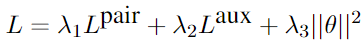 L = λ₁L^pair + λ₂L^aux + λ₃||θ||²